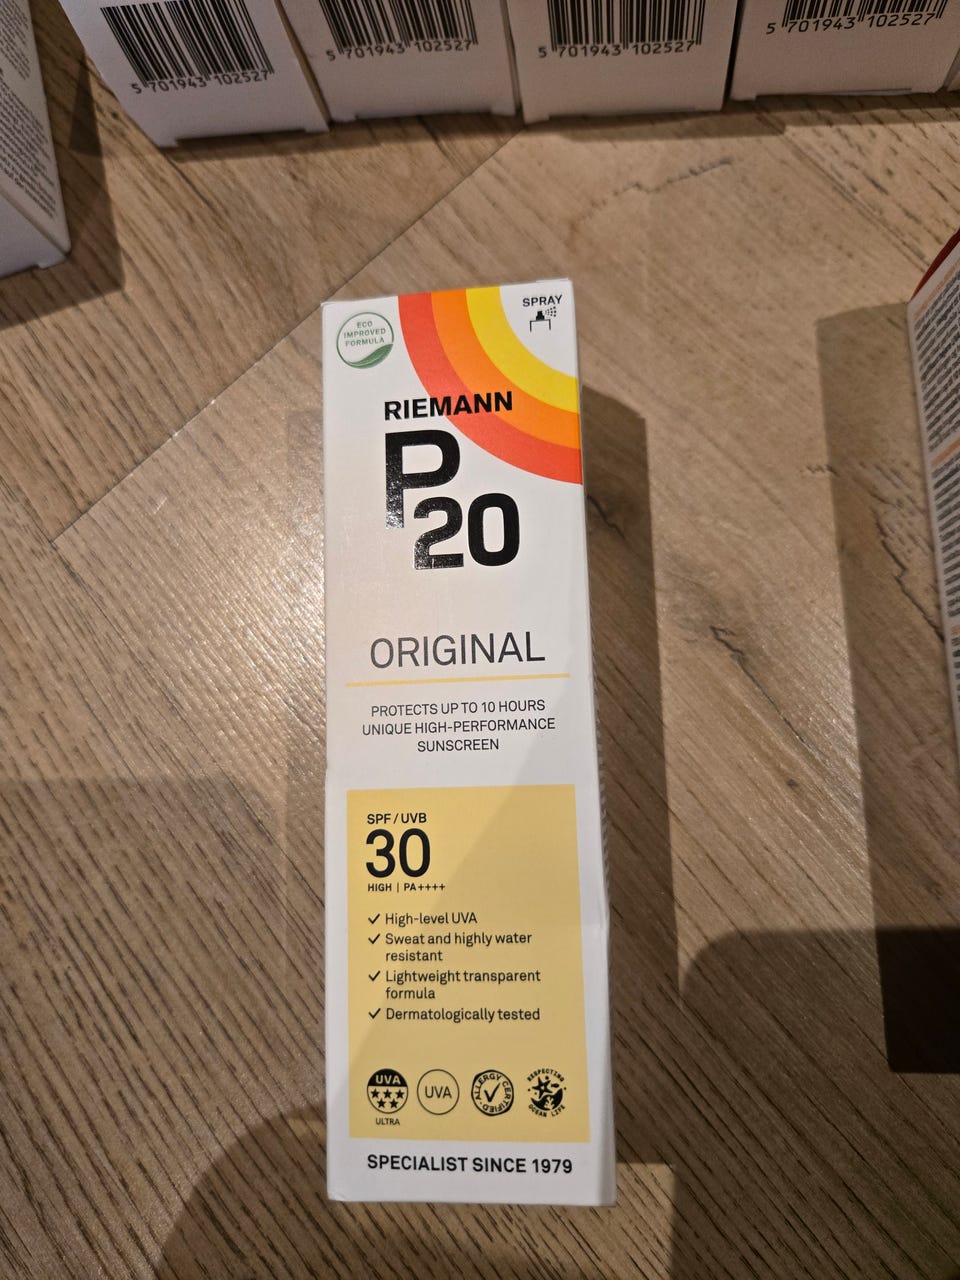 5 701943 102527
5 701943 102527
5 701943 102527
5 701943 102527
ECO
IMPROVED
FORMULA
SPRAY
RIEMANN
P
20
ORIGINAL
PROTECTS UP TO 10 HOURS
UNIQUE HIGH-PERFORMANCE
SUNSCREEN
SPF/UVB
30
HIGH | PA++++
✓ High-level UVA
✓ Sweat and highly water
resistant
✓ Lightweight transparent
formula
✓ Dermatologically tested
UVA
ULTRA
UVA
ALLERGY CERTIFIED
RESPECTING
OCEAN LIFE
SPECIALIST SINCE 1979